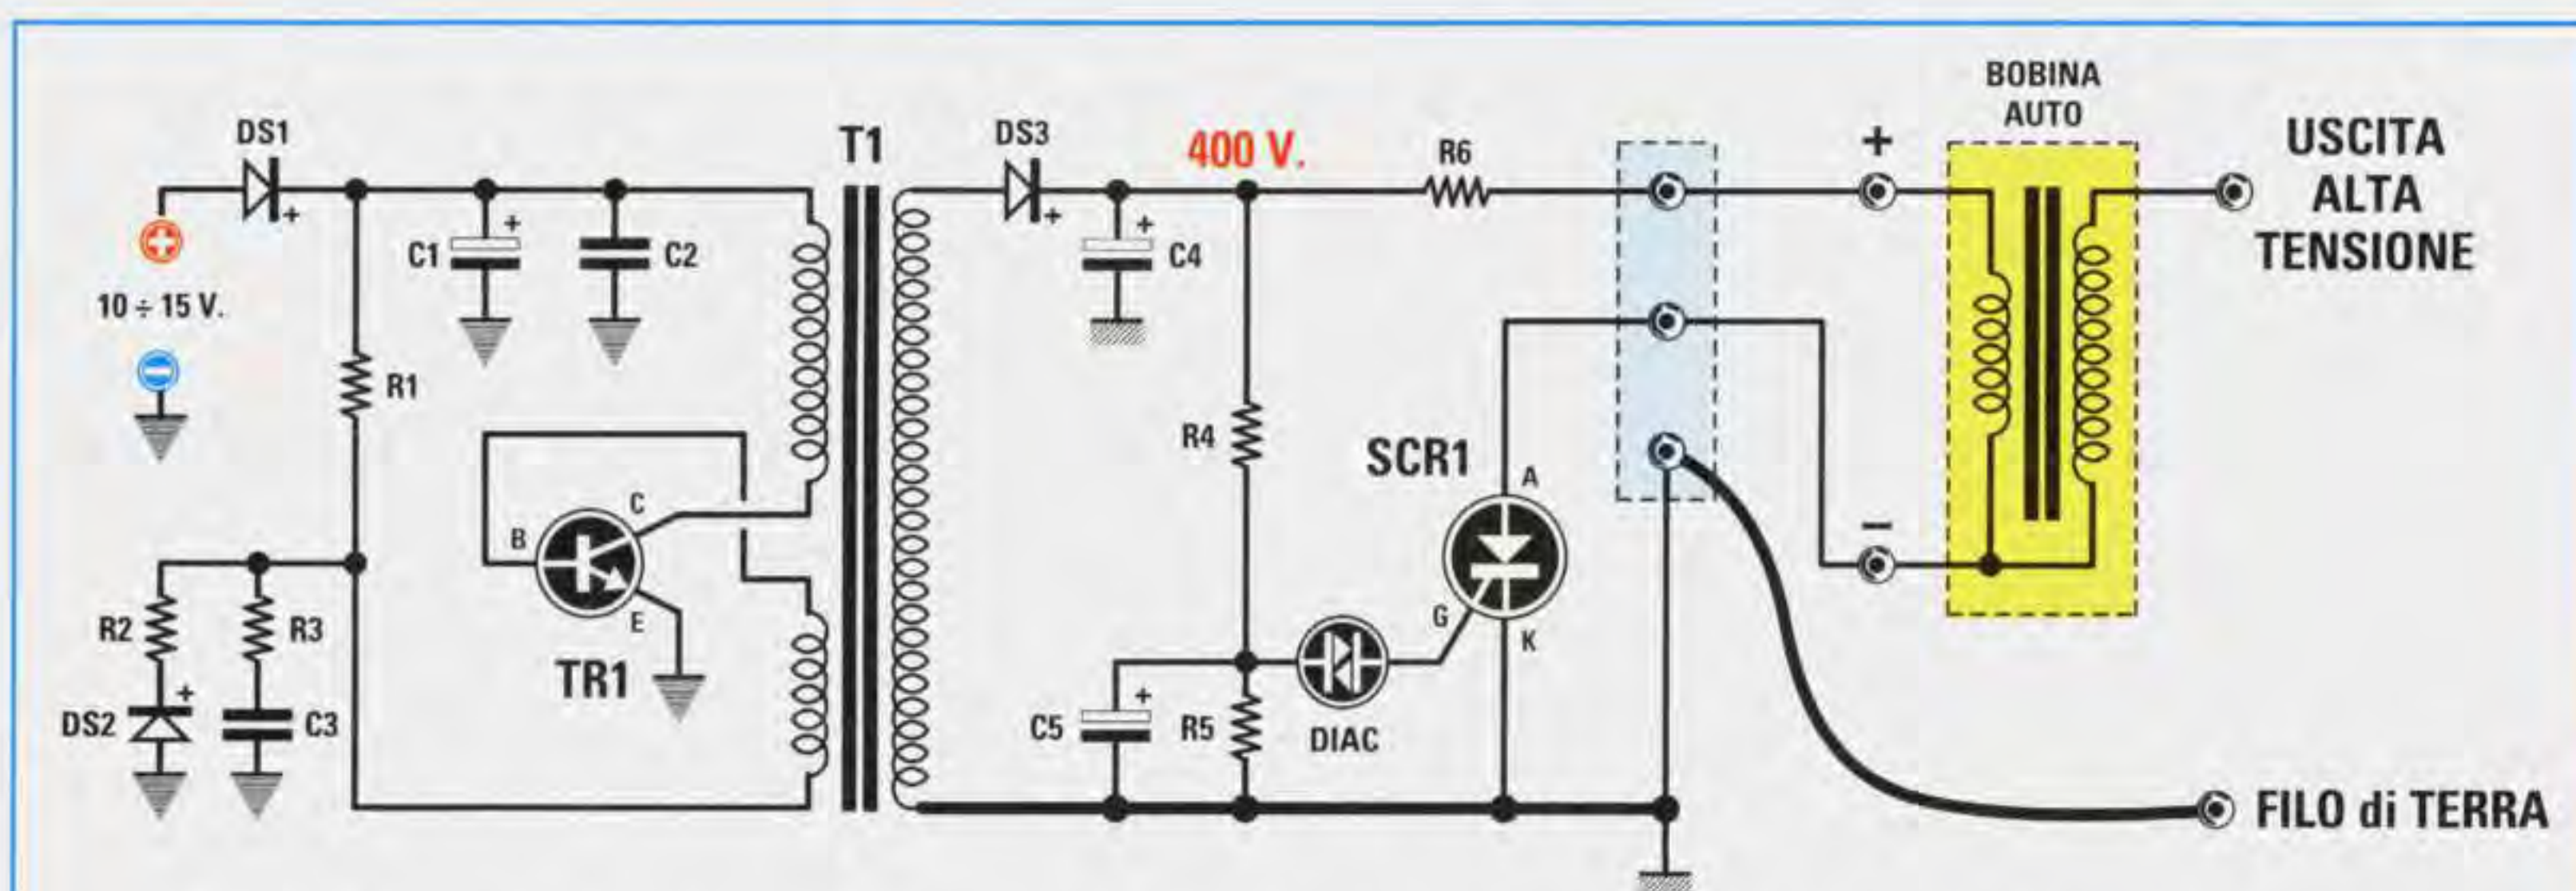 BOBINA
AUTO
DS1
T1
DS3
400 V.
R6
+
USCITA
ALTA
TENSIONE
+
+
+
C1
+
C2
+
C4
10 ÷ 15 V.
−
R1
R4
SCR1
A
C
B
−
G
R2
R3
E
K
TR1
+
DS2
C3
+
C5
R5
DIAC
FILO di TERRA